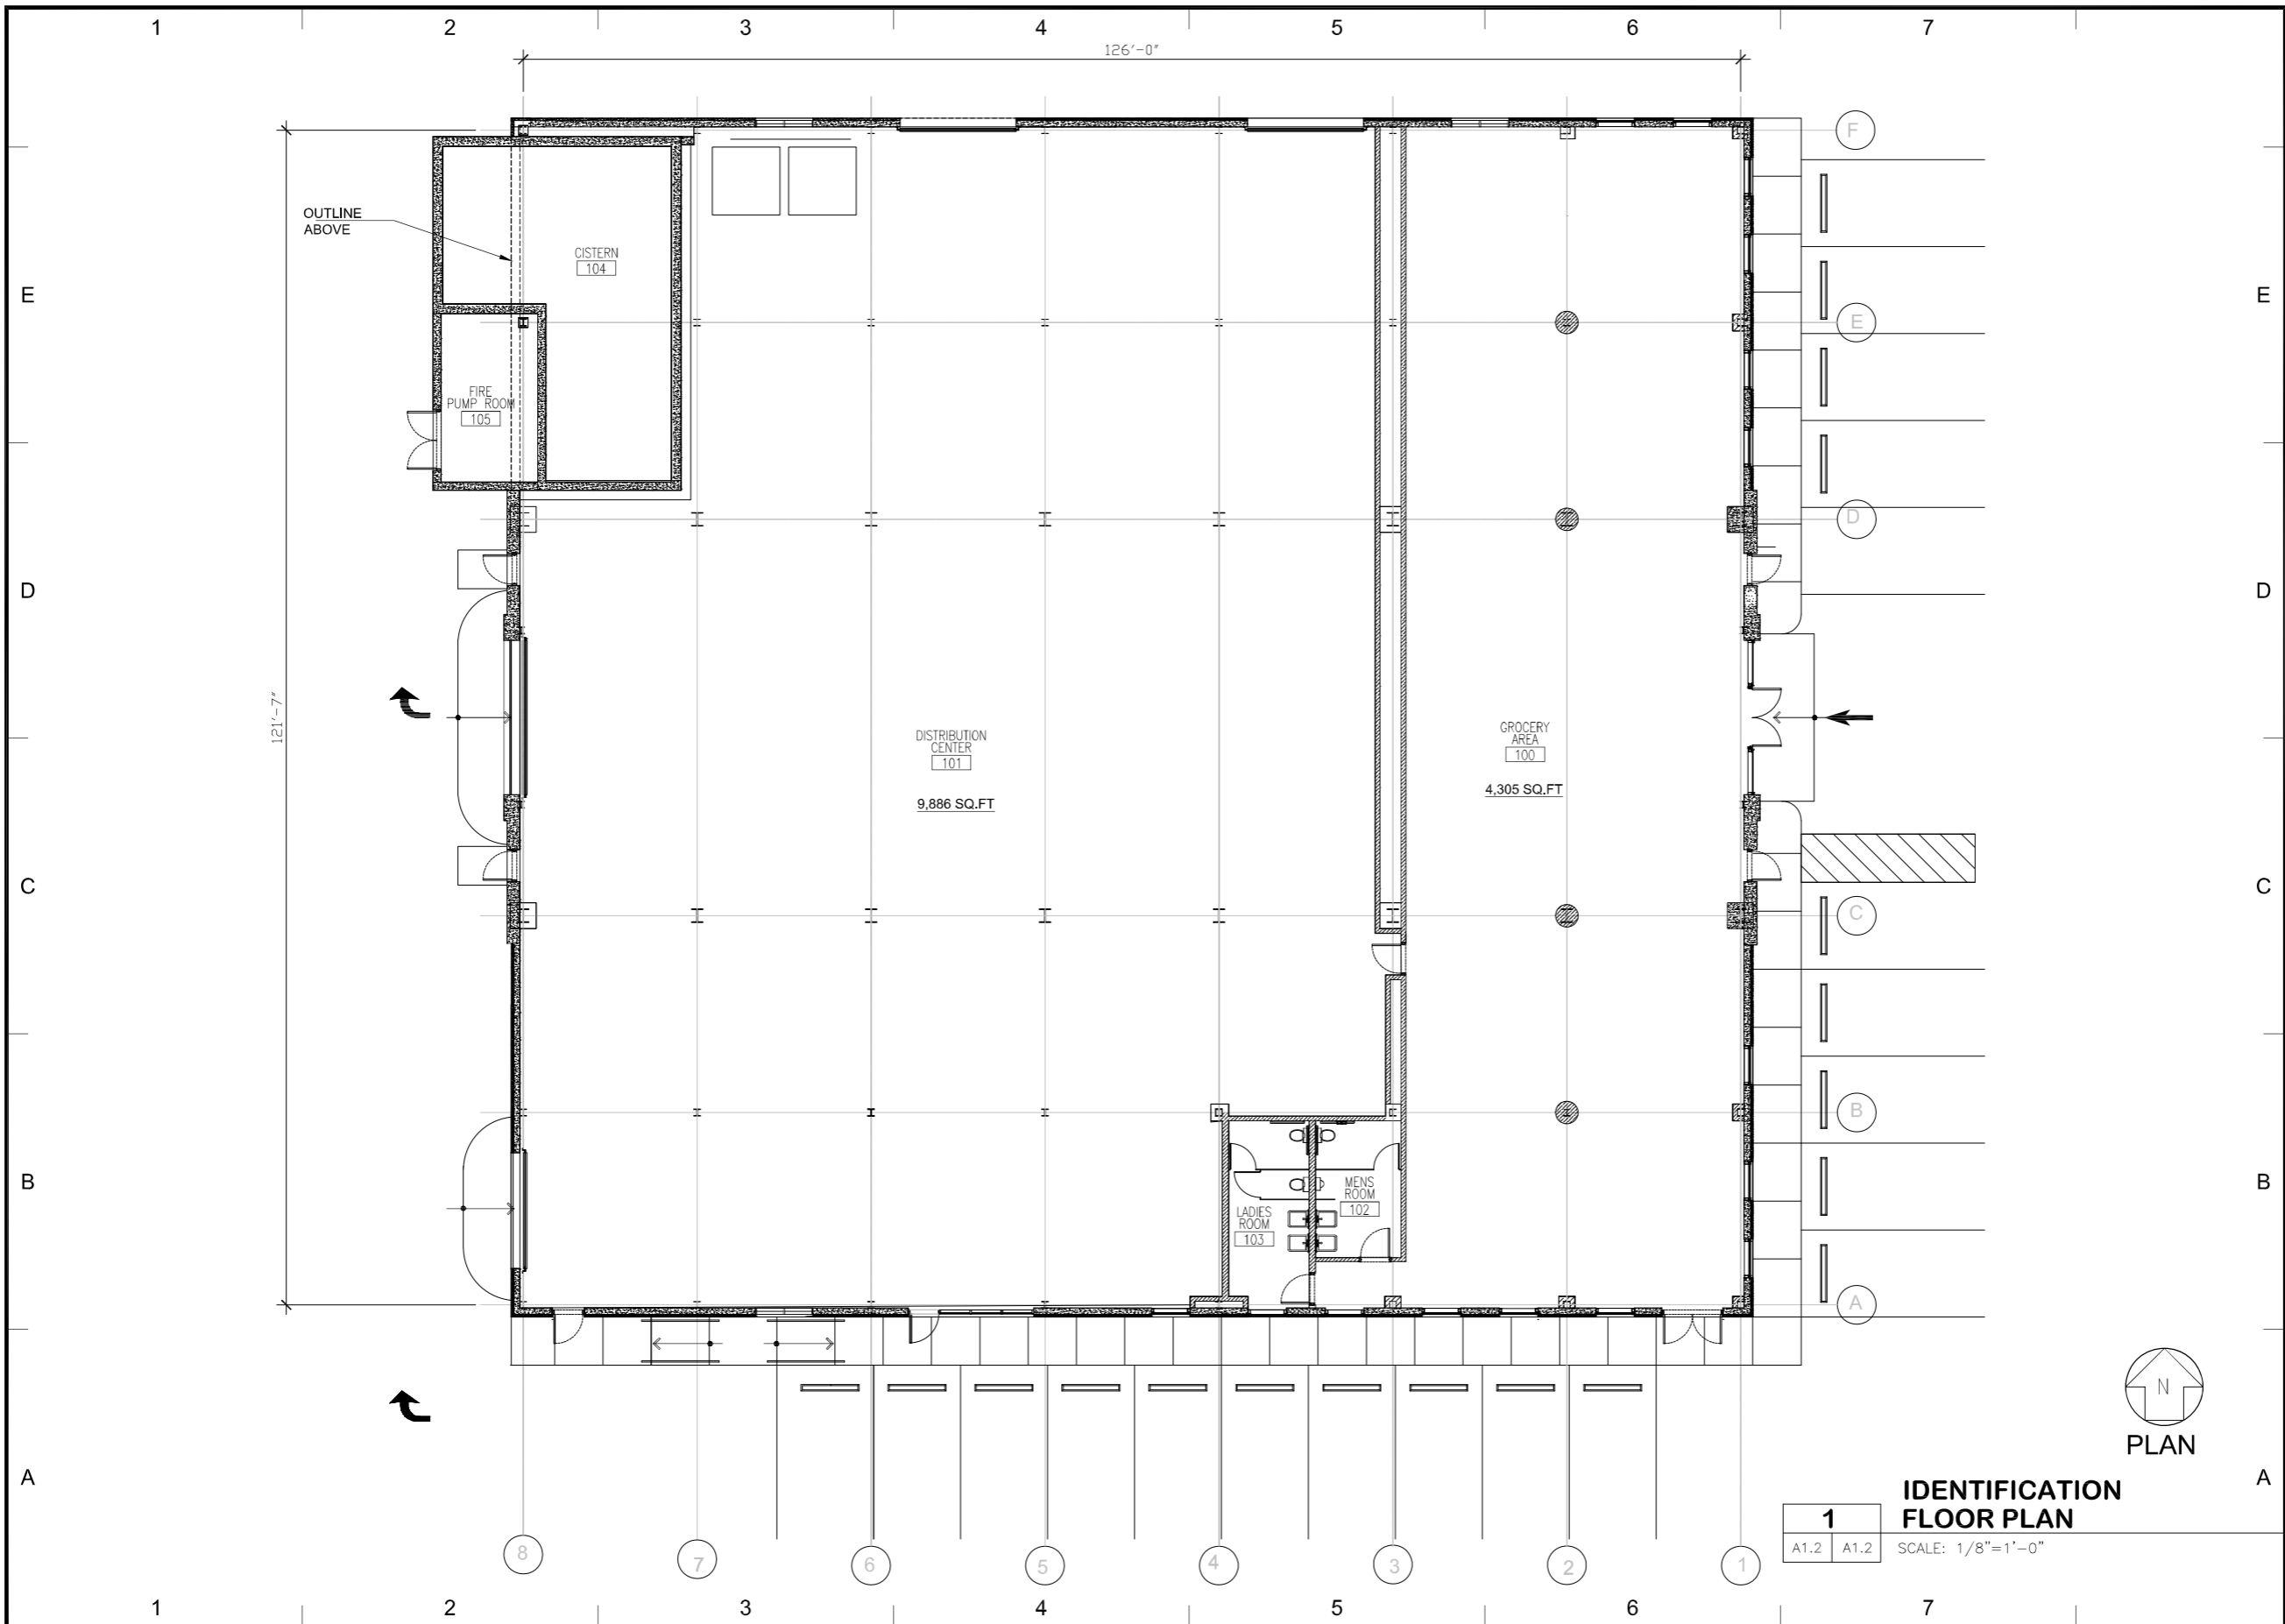 1 2 3 4 5 6 7
126'-0"
F
OUTLINE
ABOVE
CISTERN
104
E E
E
FIRE
PUMP ROOM
105
D
D D
121'-7"
DISTRIBUTION
CENTER
101
9,886 SQ.FT
GROCERY
AREA
100
4,305 SQ.FT
C C
C
B
B B
MENS
ROOM
102
LADIES
ROOM
103
A
N
PLAN
A A
IDENTIFICATION
FLOOR PLAN
1
A1.2 A1.2
SCALE: 1/8"=1'-0"
8 7 6 5 4 3 2 1
1 2 3 4 5 6 7